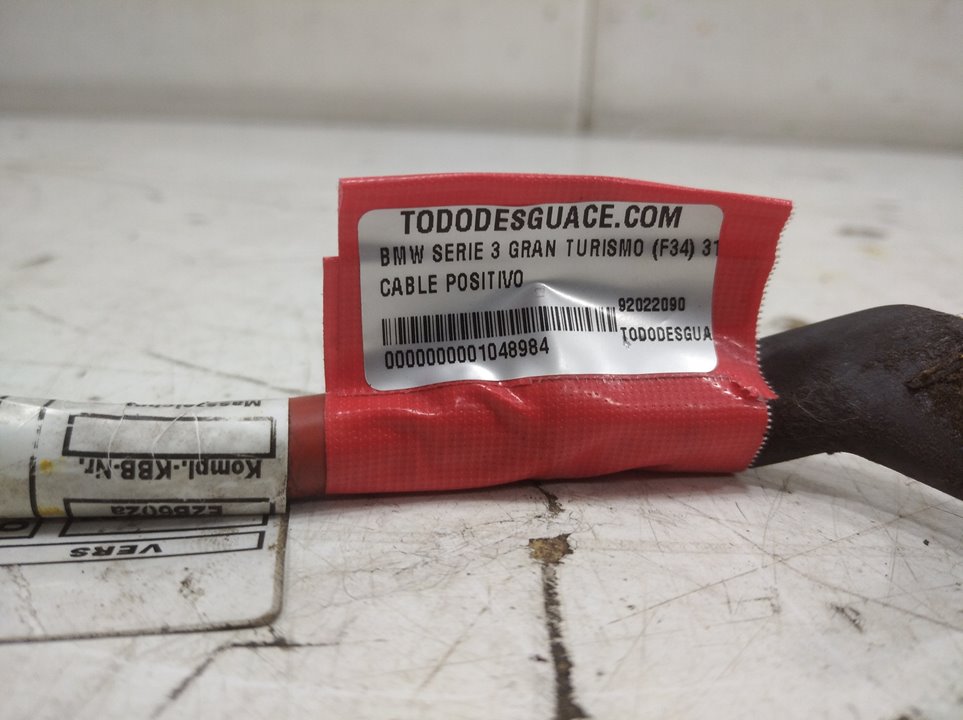 TODODESGUACE.COM
BMW SERIE 3 GRAN TURISMO (F34) 31
CABLE POSITIVO
92022090
TODODESGUA
0000000001048984
Kompl.-KBB-Nr.
VERS